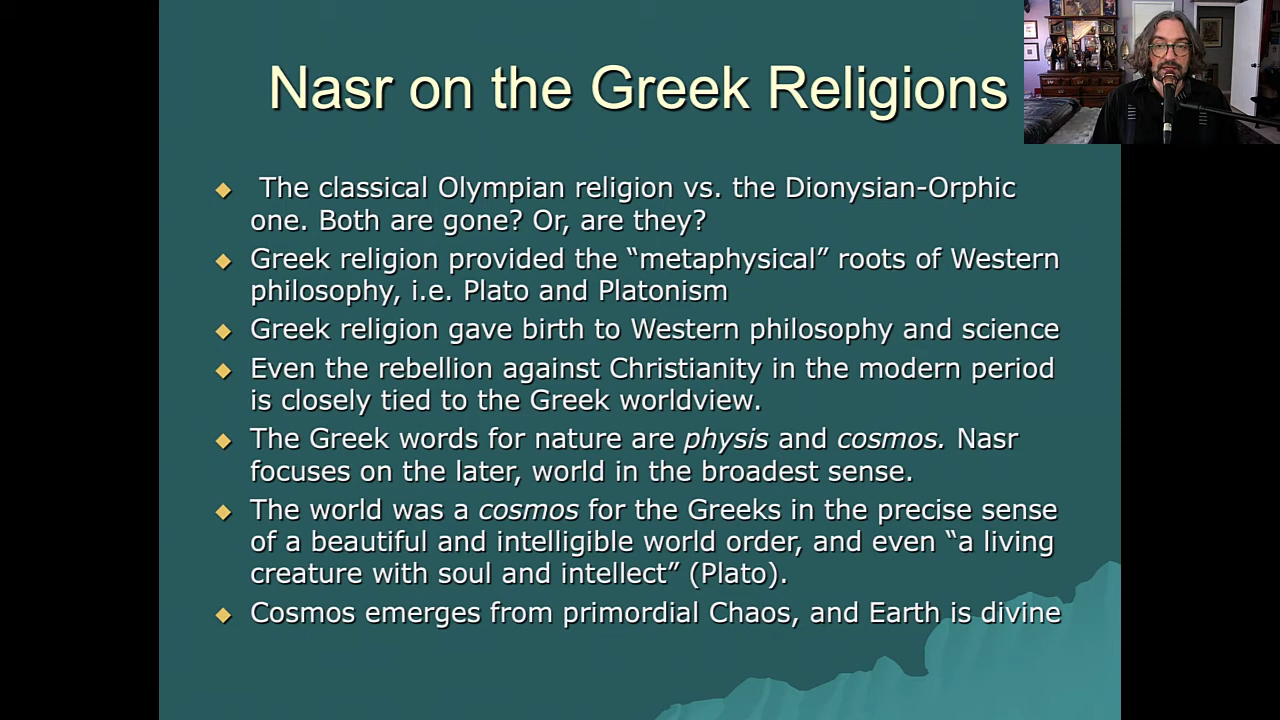 Nasr on the Greek Religions
The classical Olympian religion vs. the Dionysian-Orphic
one. Both are gone? Or, are they?
Greek religion provided the “metaphysical” roots of Western
philosophy, i.e. Plato and Platonism
Greek religion gave birth to Western philosophy and science
Even the rebellion against Christianity in the modern period
is closely tied to the Greek worldview.
The Greek words for nature are physis and cosmos. Nasr
focuses on the later, world in the broadest sense.
The world was a cosmos for the Greeks in the precise sense
of a beautiful and intelligible world order, and even “a living
creature with soul and intellect” (Plato).
Cosmos emerges from primordial Chaos, and Earth is divine